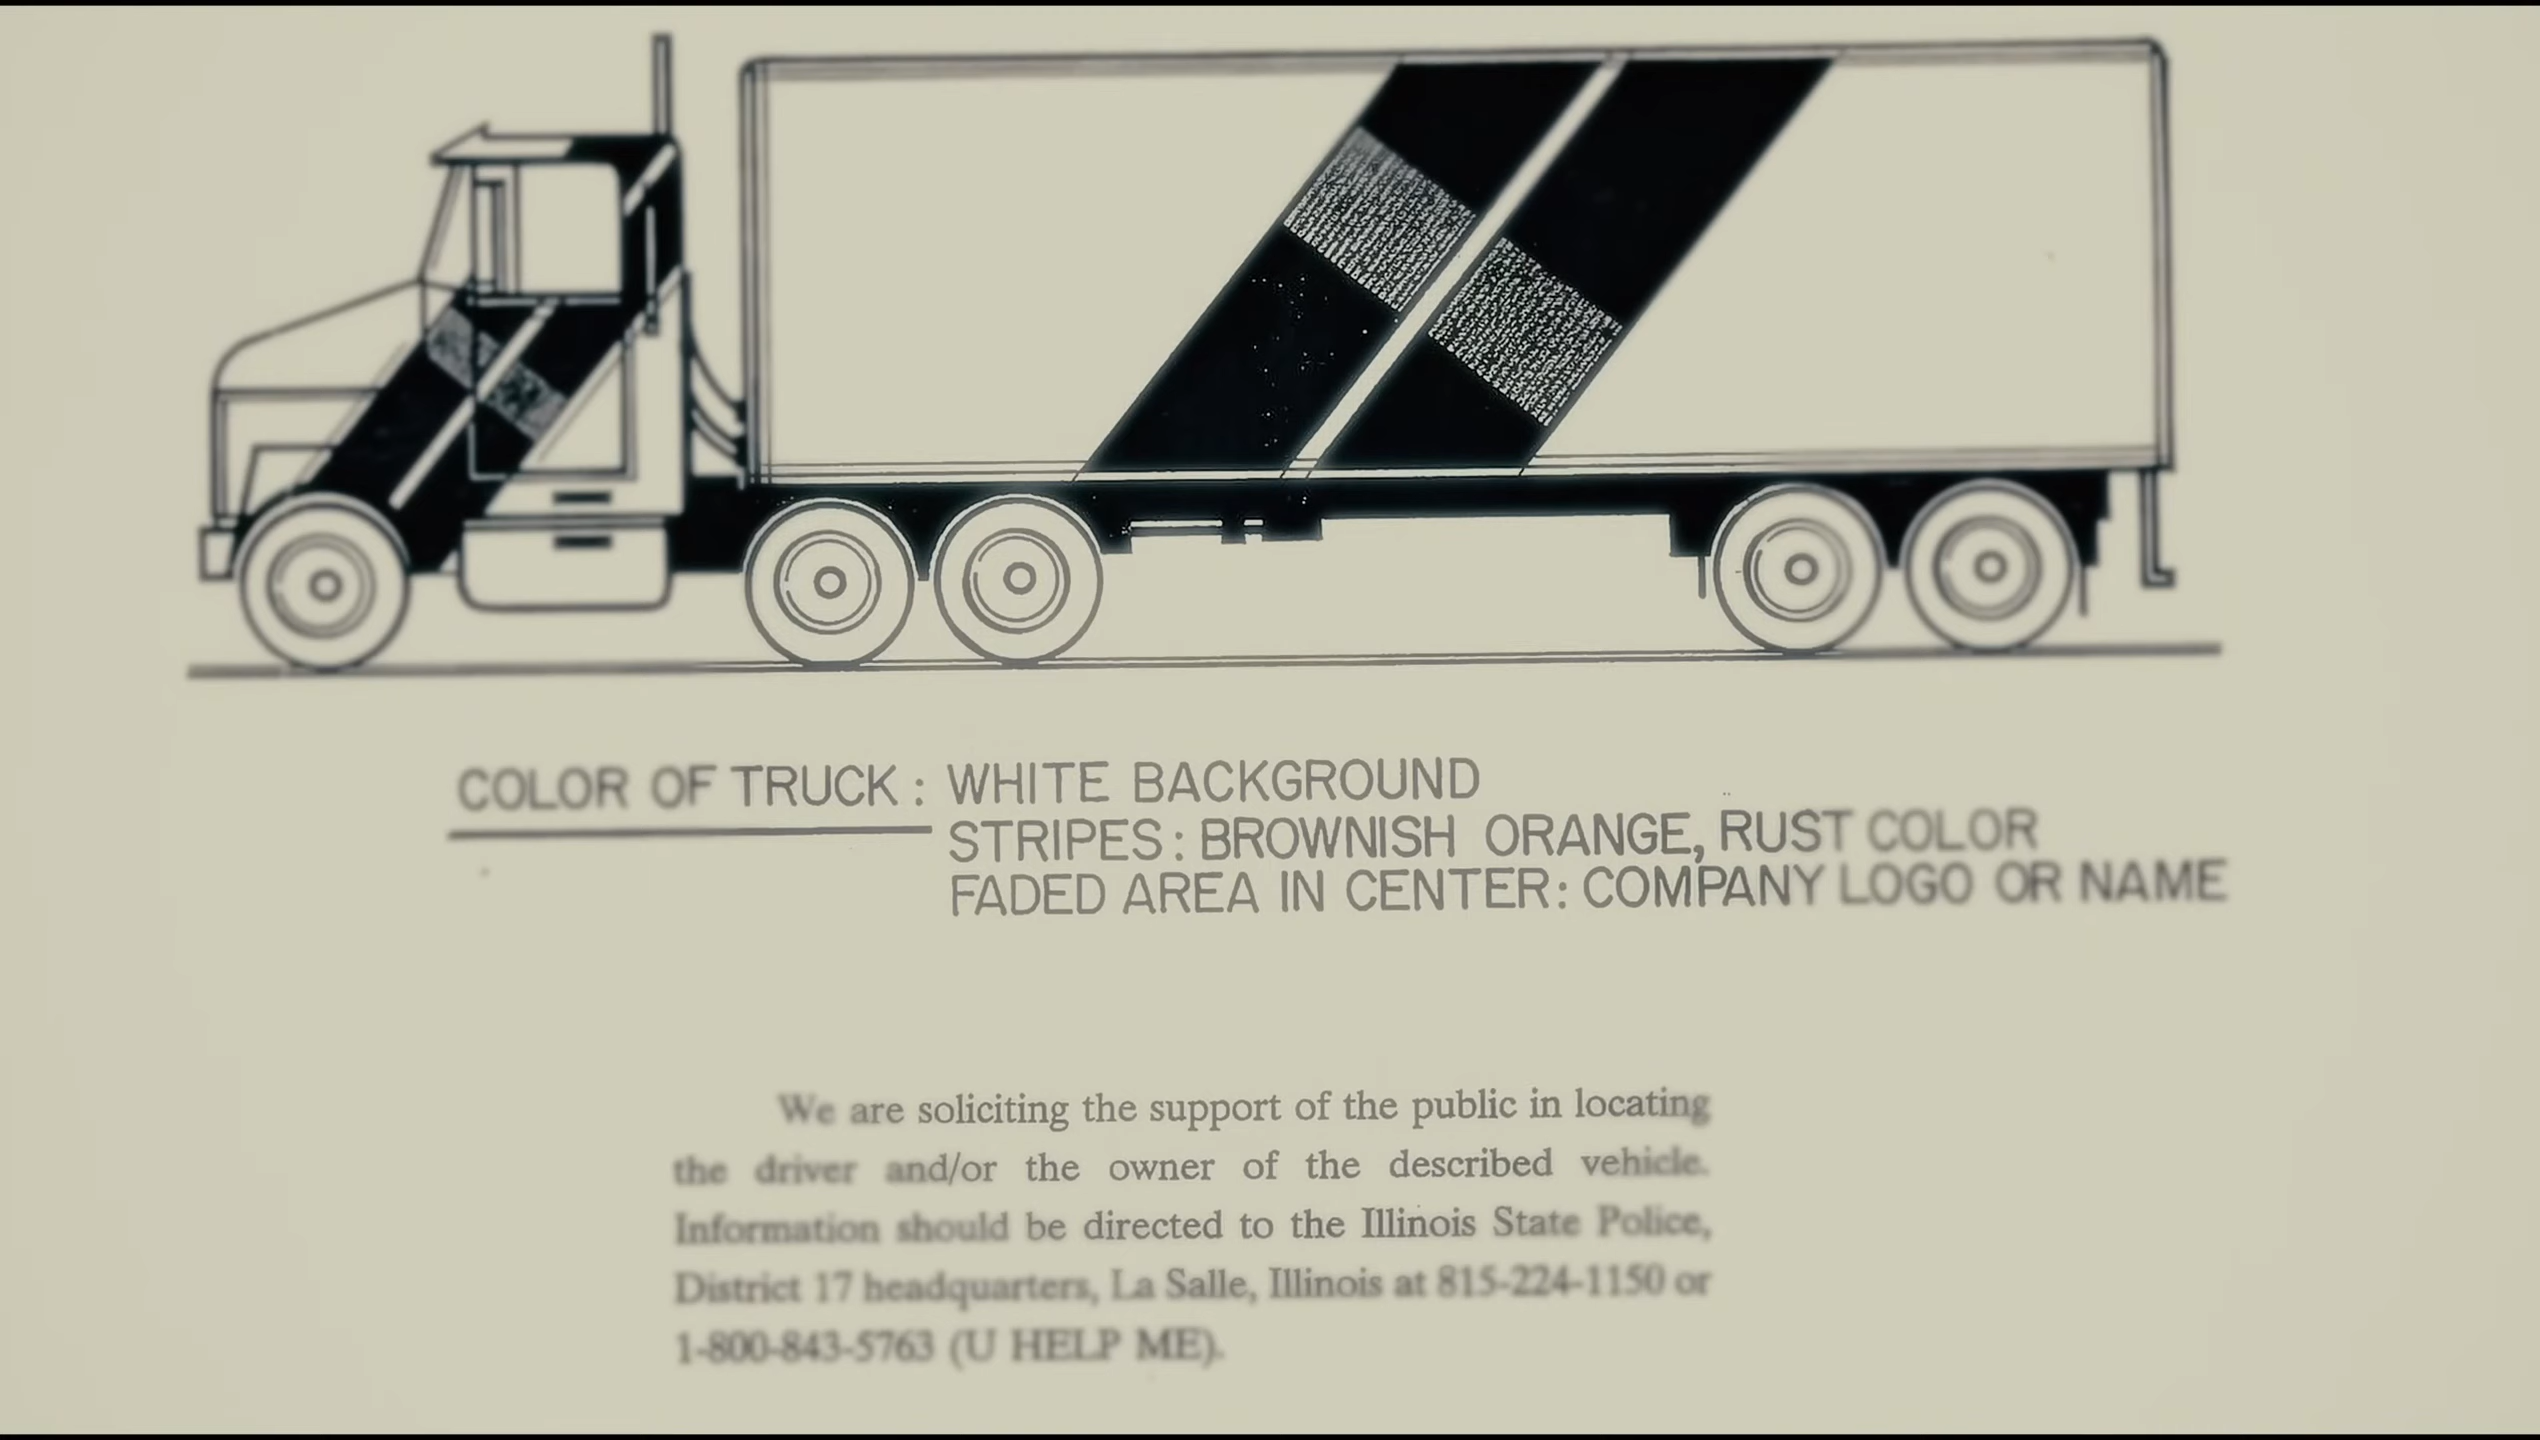 COLOR OF TRUCK: WHITE BACKGROUND
STRIPES: BROWNISH ORANGE, RUST COLOR
FADED AREA IN CENTER: COMPANY LOGO OR NAME
We are soliciting the support of the public in locating
the driver and/or the owner of the described vehicle.
Information should be directed to the Illinois State Police,
District 17 headquarters, La Salle, Illinois at 815-224-1150 or
1-800-843-5763 (U HELP ME).